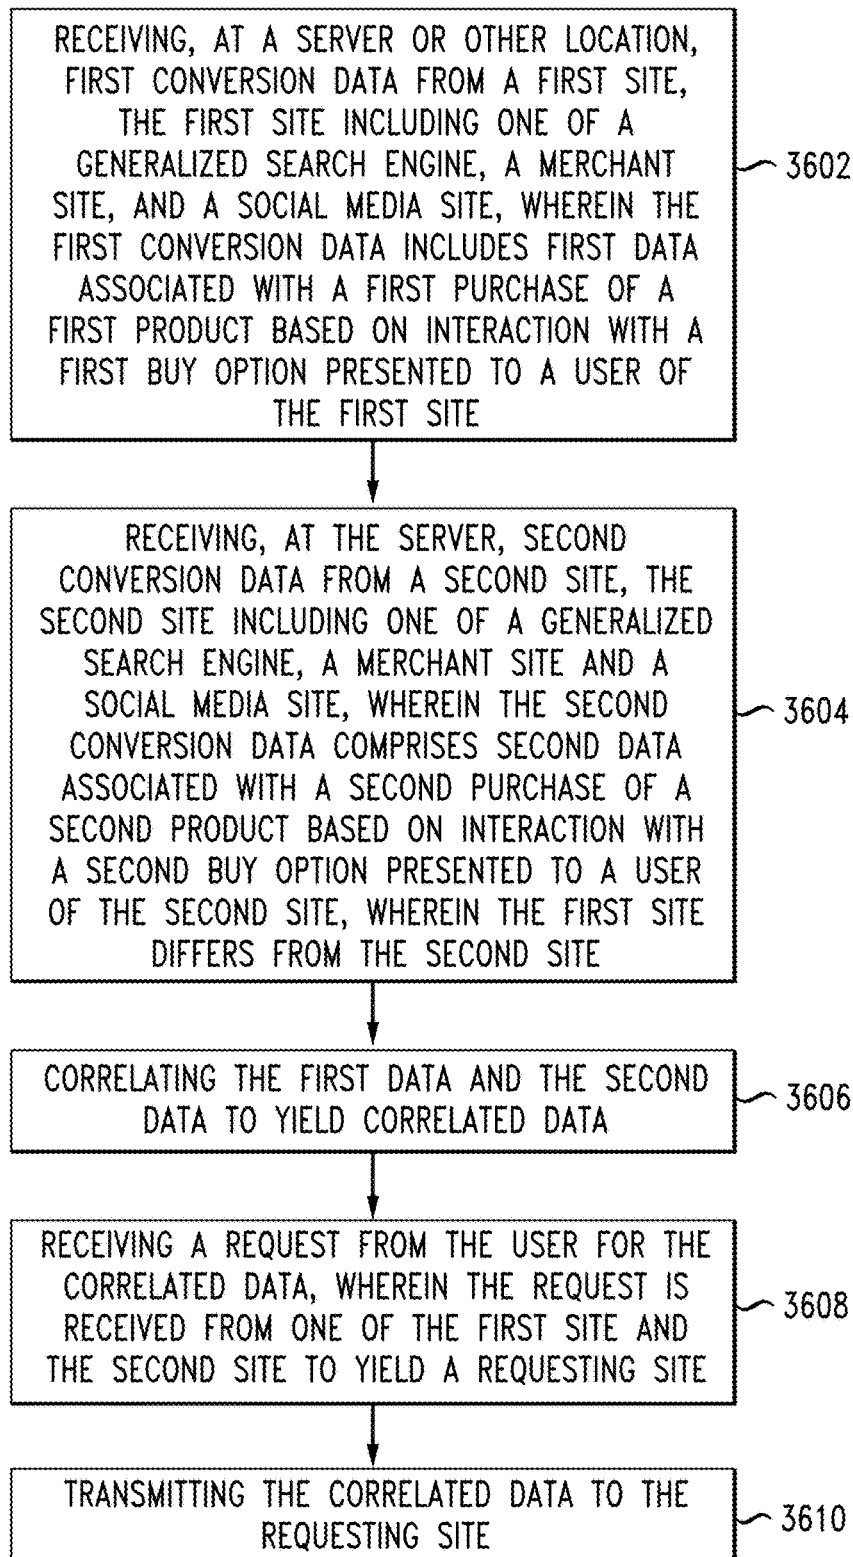 RECEIVING, AT A SERVER OR OTHER LOCATION,
FIRST CONVERSION DATA FROM A FIRST SITE,
THE FIRST SITE INCLUDING ONE OF A
GENERALIZED SEARCH ENGINE, A MERCHANT
SITE, AND A SOCIAL MEDIA SITE, WHEREIN THE
FIRST CONVERSION DATA INCLUDES FIRST DATA
ASSOCIATED WITH A FIRST PURCHASE OF A
FIRST PRODUCT BASED ON INTERACTION WITH A
FIRST BUY OPTION PRESENTED TO A USER OF
THE FIRST SITE
3602
RECEIVING, AT THE SERVER, SECOND
CONVERSION DATA FROM A SECOND SITE, THE
SECOND SITE INCLUDING ONE OF A GENERALIZED
SEARCH ENGINE, A MERCHANT SITE AND A
SOCIAL MEDIA SITE, WHEREIN THE SECOND
CONVERSION DATA COMPRISES SECOND DATA
ASSOCIATED WITH A SECOND PURCHASE OF A
SECOND PRODUCT BASED ON INTERACTION WITH
A SECOND BUY OPTION PRESENTED TO A USER
OF THE SECOND SITE, WHEREIN THE FIRST SITE
DIFFERS FROM THE SECOND SITE
3604
CORRELATING THE FIRST DATA AND THE SECOND
DATA TO YIELD CORRELATED DATA
3606
RECEIVING A REQUEST FROM THE USER FOR THE
CORRELATED DATA, WHEREIN THE REQUEST IS
RECEIVED FROM ONE OF THE FIRST SITE AND
THE SECOND SITE TO YIELD A REQUESTING SITE
3608
TRANSMITTING THE CORRELATED DATA TO THE
REQUESTING SITE
3610